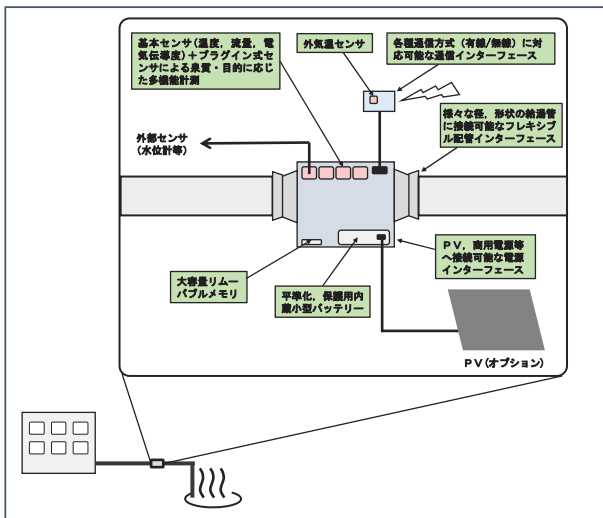 基本センサ(温度，流量，電
気伝導度)＋プラグイン式セ
ンサによる泉質・目的に応じ
た多機能計測
外気温センサ
各種通信方式（有線/無線）に対
応可能な通信インターフェース
外部センサ
(水位計等)
様々な径，形状の給湯管
に接続可能なフレキシブル
配管インターフェース
大容量リムー
バブルメモリ
平準化，保護用内
蔵小型バッテリー
ＰＶ，商用電源等
へ接続可能な電源
インターフェース
ＰＶ(オプション)